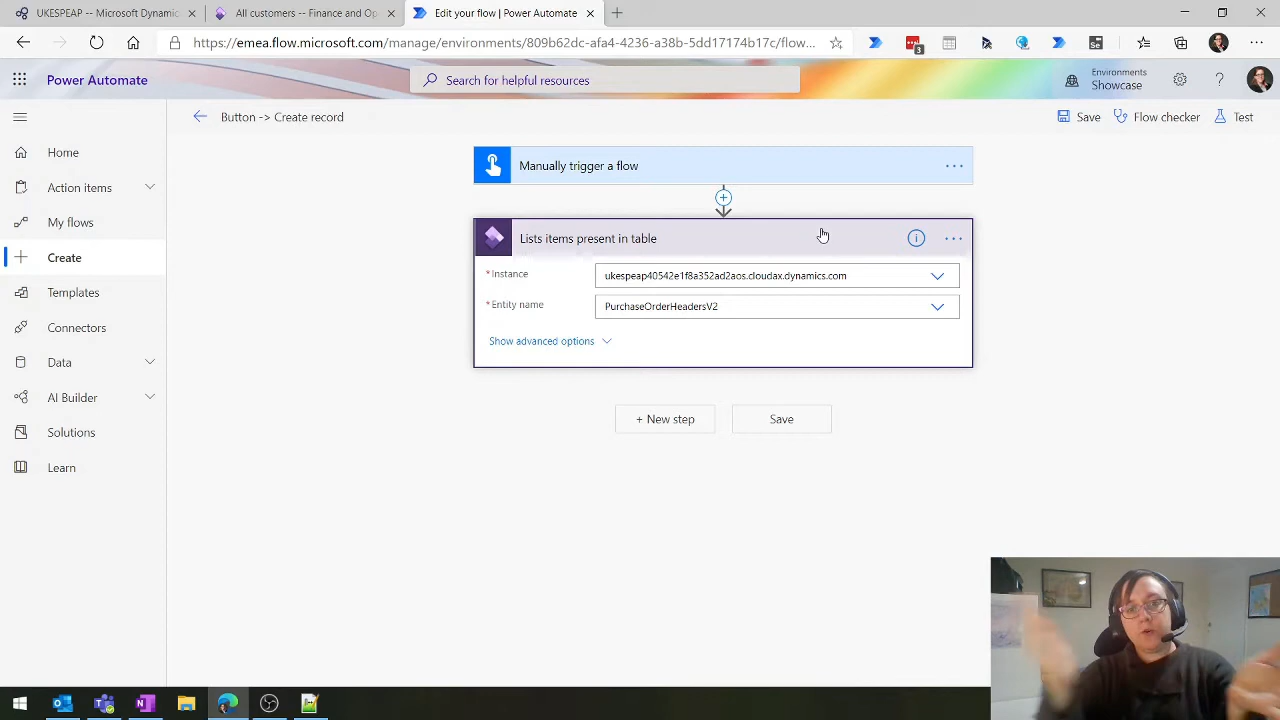 UKESPEAP -- Microsoft Dynamic
All customers -- Finance and Op
Edit your flow | Power Automate
https://emea.flow.microsoft.com/manage/environments/809b62dc-afa4-4236-a38b-5dd17174b17c/flow...
3
Power Automate
Search for helpful resources
Environments
Showcase
Button -> Create record
Save
Flow checker
Test
Home
Action items
My flows
Create
Templates
Connectors
Data
AI Builder
Solutions
Learn
Manually trigger a flow
Lists items present in table
* Instance
ukespeap40542e1f8a352ad2aos.cloudax.dynamics.com
* Entity name
PurchaseOrderHeadersV2
Show advanced options
+ New step
Save